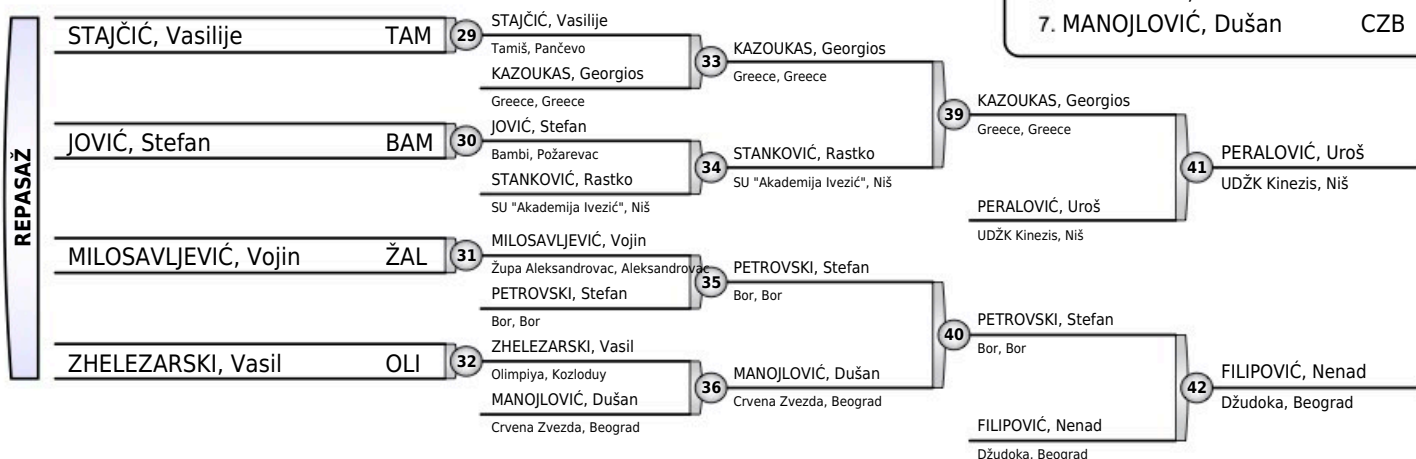 7. MANOJLOVIĆ, Dušan CZB
REPASAŽ
STAJČIĆ, Vasilije TAM
29
JOVIĆ, Stefan BAM
30
MILOSAVLJEVIĆ, Vojin ŽAL
31
ZHELEZARSKI, Vasil OLI
32
STAJČIĆ, Vasilije
Tamiš, Pančevo
KAZOUKAS, Georgios
Greece, Greece
33
JOVIĆ, Stefan
Bambi, Požarevac
STANKOVIĆ, Rastko
SU "Akademija Ivezić", Niš
34
MILOSAVLJEVIĆ, Vojin
Župa Aleksandrovac, Aleksandrovac
PETROVSKI, Stefan
Bor, Bor
35
ZHELEZARSKI, Vasil
Olimpiya, Kozloduy
MANOJLOVIĆ, Dušan
Crvena Zvezda, Beograd
36
KAZOUKAS, Georgios
Greece, Greece
STANKOVIĆ, Rastko
SU "Akademija Ivezić", Niš
39
PETROVSKI, Stefan
Bor, Bor
MANOJLOVIĆ, Dušan
Crvena Zvezda, Beograd
40
KAZOUKAS, Georgios
Greece, Greece
PERALOVIĆ, Uroš
UDŽK Kinezis, Niš
41
PETROVSKI, Stefan
Bor, Bor
FILIPOVIĆ, Nenad
Džudoka, Beograd
42
PERALOVIĆ, Uroš
UDŽK Kinezis, Niš
FILIPOVIĆ, Nenad
Džudoka, Beograd